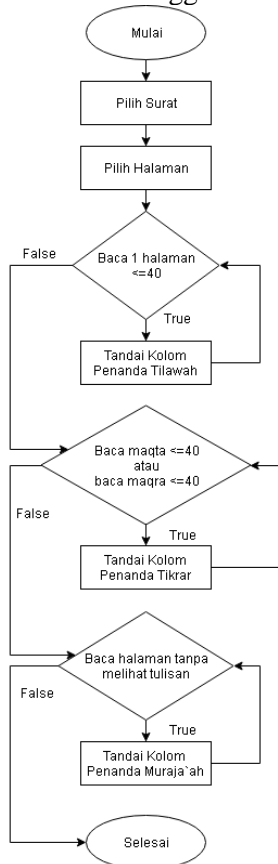 Mulai
Pilih Surat
Pilih Halaman
False
Baca 1 halaman
<=40
True
Tandai Kolom
Penanda Tilawah
Baca maqta <=40
atau
baca maqra <=40
False
True
Tandai Kolom
Penanda Tikrar
Baca halaman tanpa
melihat tulisan
False
True
Tandai Kolom
Penanda Muraja`ah
Selesai